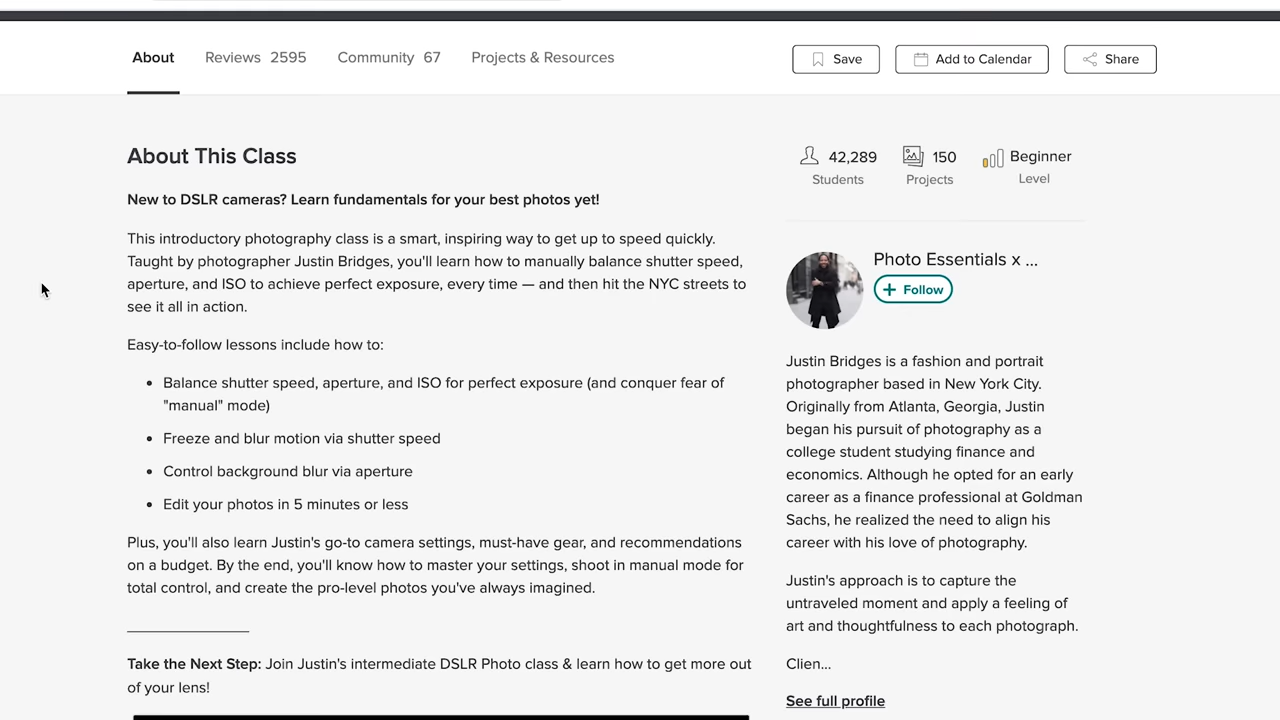 About
Reviews 2595
Community 67
Projects & Resources
Save
Add to Calendar
Share
About This Class
New to DSLR cameras? Learn fundamentals for your best photos yet!
This introductory photography class is a smart, inspiring way to get up to speed quickly.
Taught by photographer Justin Bridges, you'll learn how to manually balance shutter speed,
aperture, and ISO to achieve perfect exposure, every time — and then hit the NYC streets to
see it all in action.
Easy-to-follow lessons include how to:
• Balance shutter speed, aperture, and ISO for perfect exposure (and conquer fear of
"manual" mode)
• Freeze and blur motion via shutter speed
• Control background blur via aperture
• Edit your photos in 5 minutes or less
Plus, you'll also learn Justin's go-to camera settings, must-have gear, and recommendations
on a budget. By the end, you'll know how to master your settings, shoot in manual mode for
total control, and create the pro-level photos you've always imagined.
Take the Next Step: Join Justin's intermediate DSLR Photo class & learn how to get more out
of your lens!
42,289
Students
150
Projects
Beginner
Level
Photo Essentials x ...
+ Follow
Justin Bridges is a fashion and portrait
photographer based in New York City.
Originally from Atlanta, Georgia, Justin
began his pursuit of photography as a
college student studying finance and
economics. Although he opted for an early
career as a finance professional at Goldman
Sachs, he realized the need to align his
career with his love of photography.
Justin's approach is to capture the
untraveled moment and apply a feeling of
art and thoughtfulness to each photograph.
Clien...
See full profile